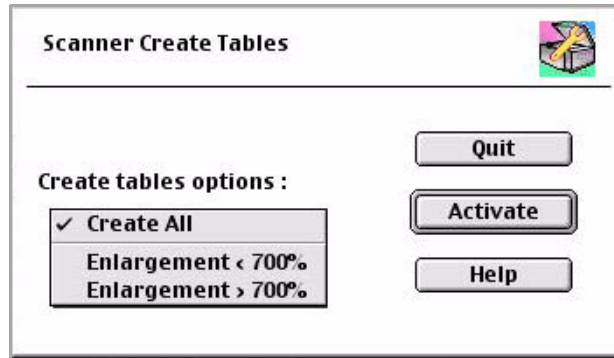 Scanner Create Tables
Quit
Create tables options :
Activate
✓ Create All
Enlargement < 700%
Help
Enlargement > 700%